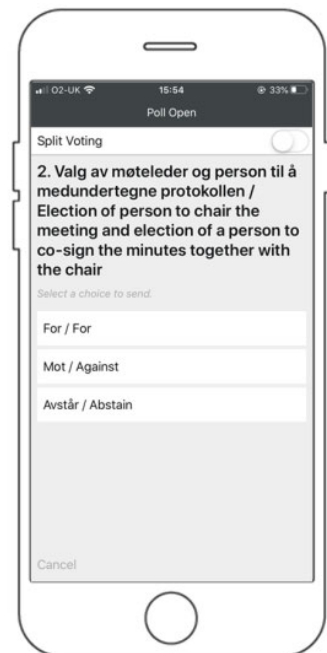 O2-UK 15:54 33%
Poll Open
Split Voting
2. Valg av møteleder og person til å
medundertegne protokollen /
Election of person to chair the
meeting and election of a person to
co-sign the minutes together with
the chair
Select a choice to send.
For / For
Mot / Against
Avstår / Abstain
Cancel